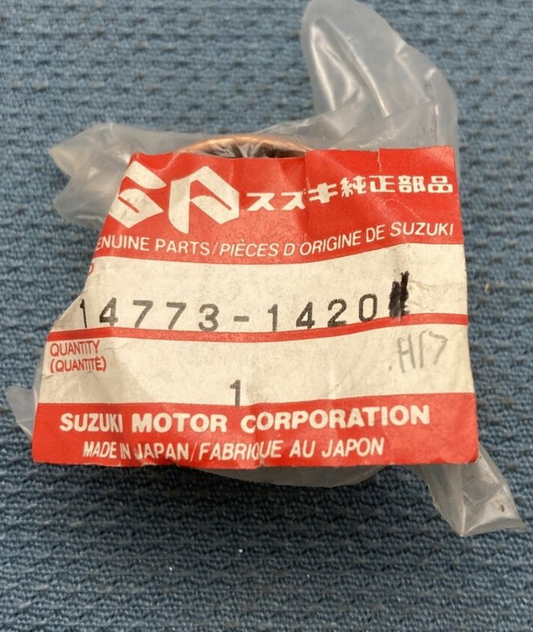 スズキ純正部品
GENUINE PARTS/PIÈCES D'ORIGINE DE SUZUKI
14773-1420
QUANTITY
(QUANTITÉ)
H17
1
SUZUKI MOTOR CORPORATION
MADE IN JAPAN/FABRIQUE AU JAPON